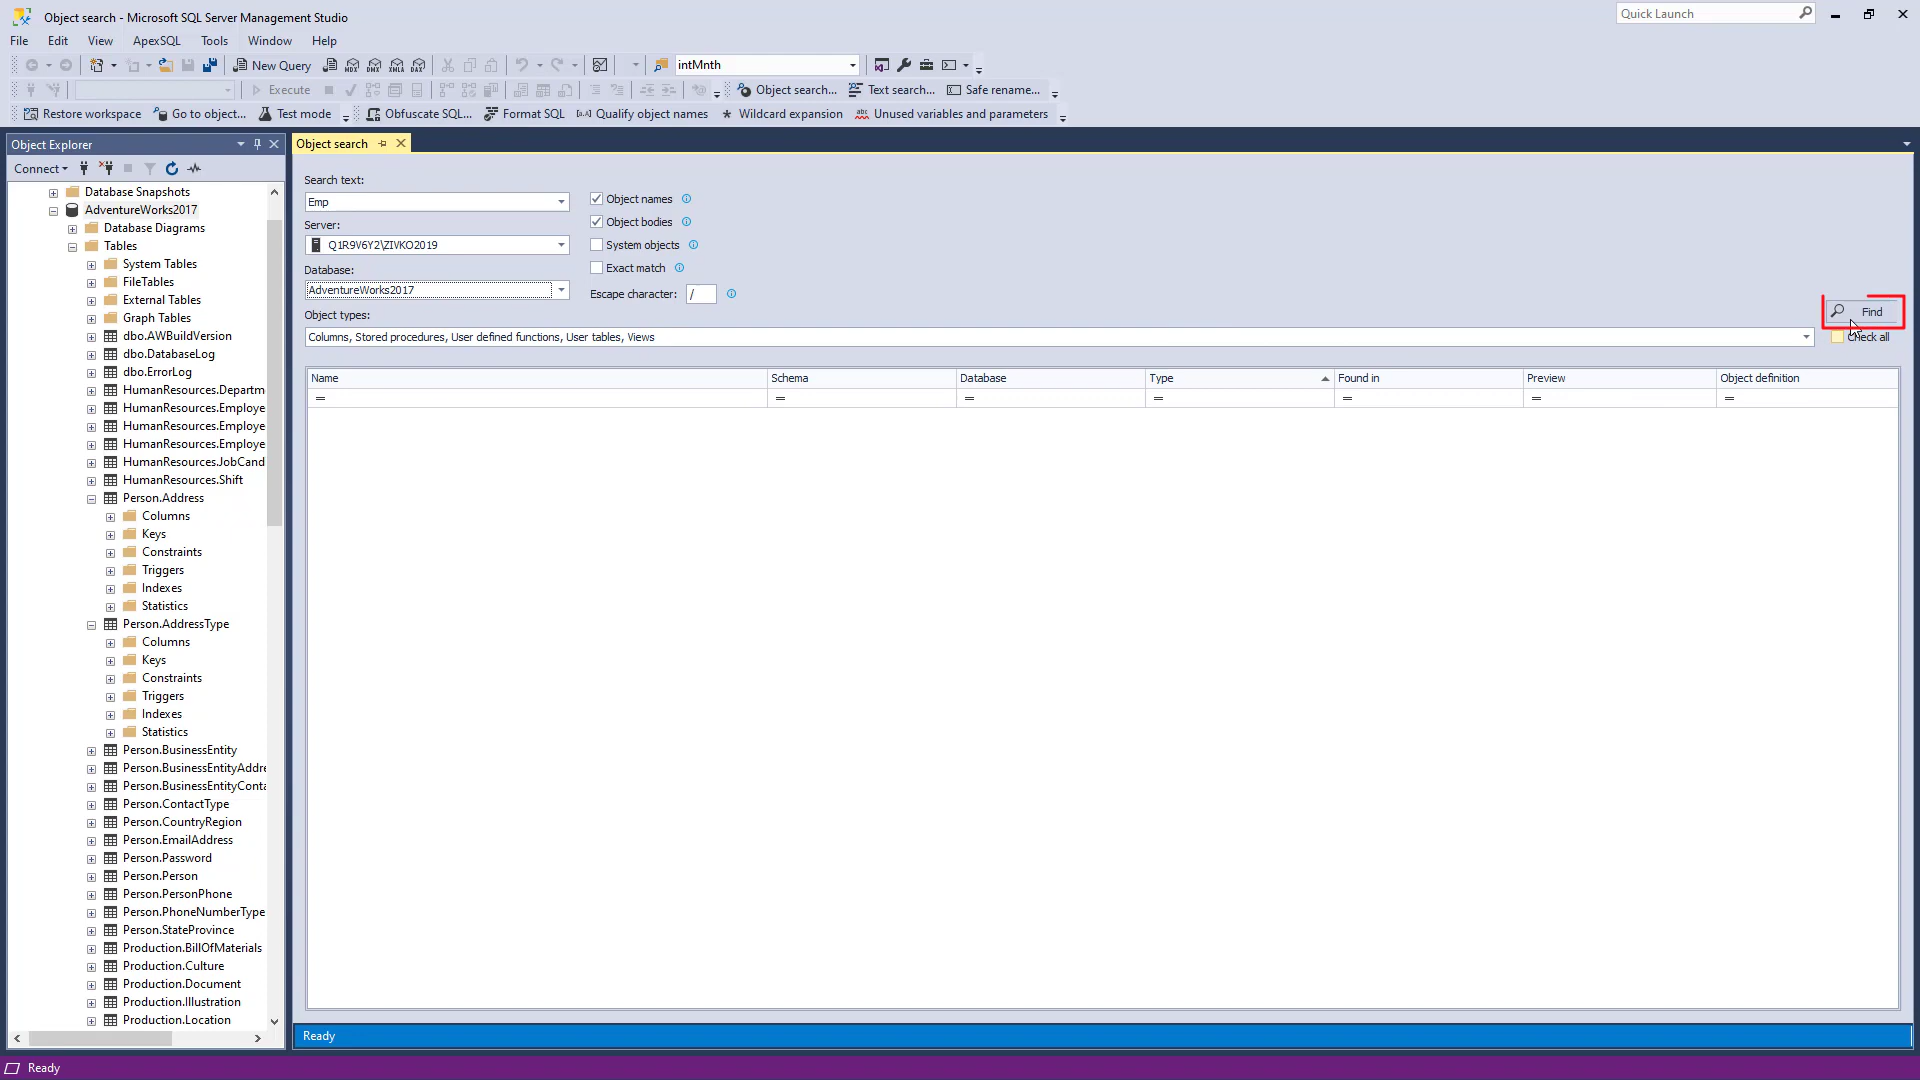 Object search - Microsoft SQL Server Management Studio
Quick Launch
File Edit View ApexSQL Tools Window Help
New Query MDX DMX XMLA DAX intMnth
Execute Object search... Text search... Safe rename...
Restore workspace Go to object... Test mode Obfuscate SQL... Format SQL Qualify object names Wildcard expansion Unused variables and parameters
Object Explorer
Connect
Database Snapshots
AdventureWorks2017
Database Diagrams
Tables
System Tables
FileTables
External Tables
Graph Tables
dbo.AWBuildVersion
dbo.DatabaseLog
dbo.ErrorLog
HumanResources.Departm
HumanResources.Employe
HumanResources.Employe
HumanResources.Employe
HumanResources.JobCand
HumanResources.Shift
Person.Address
Columns
Keys
Constraints
Triggers
Indexes
Statistics
Person.AddressType
Columns
Keys
Constraints
Triggers
Indexes
Statistics
Person.BusinessEntity
Person.BusinessEntityAddre
Person.BusinessEntityConta
Person.ContactType
Person.CountryRegion
Person.EmailAddress
Person.Password
Person.Person
Person.PersonPhone
Person.PhoneNumberType
Person.StateProvince
Production.BillOfMaterials
Production.Culture
Production.Document
Production.Illustration
Production.Location
Object search
Search text:
Emp
Server:
Q1R9V6Y2\ZIVKO2019
Database:
AdventureWorks2017
Object names
Object bodies
System objects
Exact match
Escape character: /
Object types:
Columns, Stored procedures, User defined functions, User tables, Views
Find
Check all
Name Schema Database Type Found in Preview Object definition
= = = = = = =
Ready
Ready